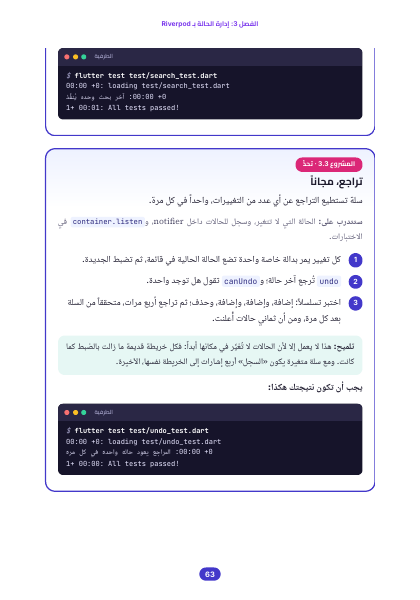 الفصل 3: إدارة الحالة بـ Riverpod
الطرفية
$ flutter test test/search_test.dart
00:00 +0: loading test/search_test.dart
00:00 +0: آخر بحث وحده يُنفَّذ
00:01 +1: All tests passed!
المشروع 3.3 · تحدٍّ
تراجع، مجاناً
سلة تستطيع التراجع عن أي عدد من التغييرات، واحداً في كل مرة.
ستتدرب على: الحالة التي لا تتغير، وسجل للحالات داخل notifier، و container.listen في
الاختبارات.
1 كل تغيير يمر بدالة خاصة واحدة تضع الحالة الحالية في قائمة، ثم تضبط الجديدة.
2 undo تُرجع آخر حالة؛ و canUndo تقول هل توجد واحدة.
3 اختبر تسلسلاً: إضافة، وإضافة، وإضافة، وحذف؛ ثم تراجع أربع مرات، متحققاً من السلة
بعد كل مرة، ومن أن ثماني حالات أُعلنت.
تلميح: هذا لا يعمل إلا لأن الحالات لا تُغيَّر في مكانها أبداً: فكل خريطة قديمة ما زالت بالضبط كما
كانت. ومع سلة متغيرة يكون «السجل» أربع إشارات إلى الخريطة نفسها، الأخيرة.
يجب أن تكون نتيجتك هكذا:
الطرفية
$ flutter test test/undo_test.dart
00:00 +0: loading test/undo_test.dart
00:00 +0: التراجع يعود حالة واحدة في كل مرة
00:00 +1: All tests passed!
63